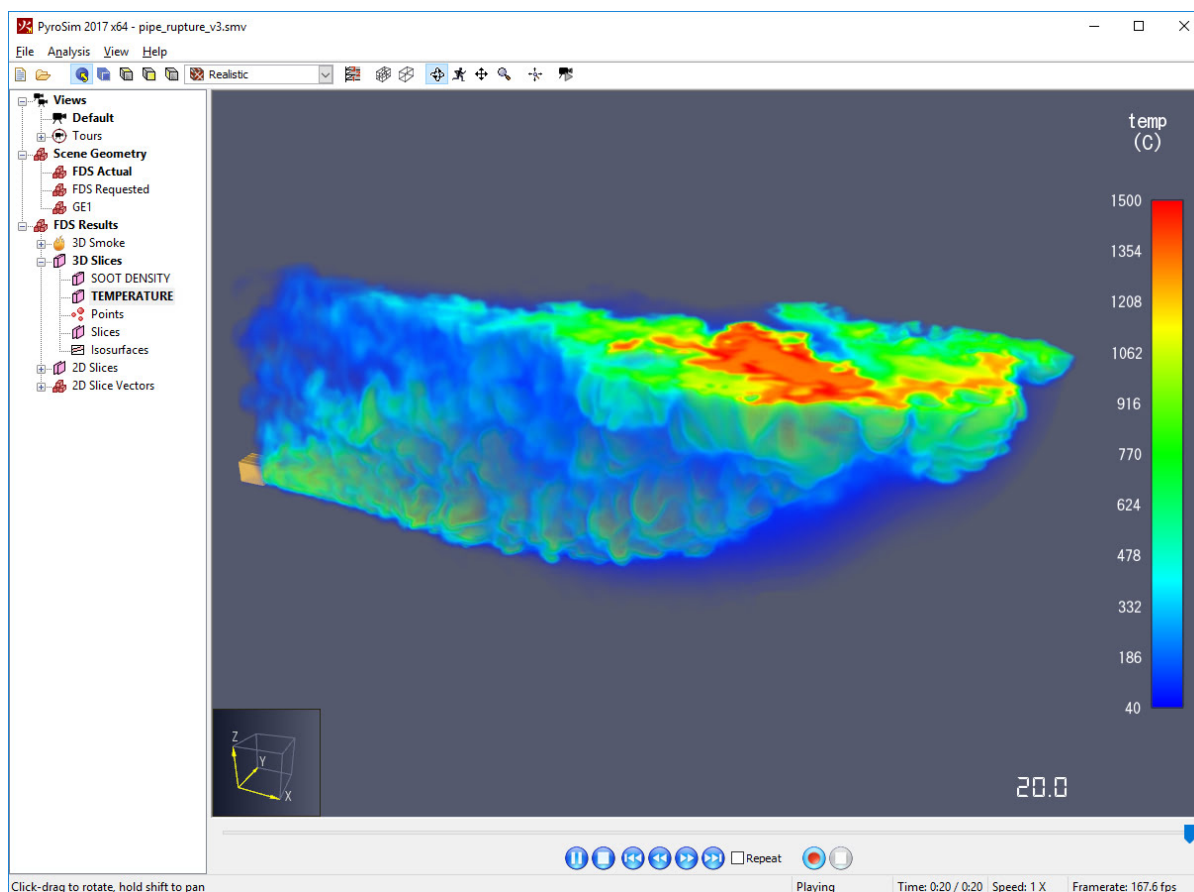 PyroSim 2017 x64 - pipe_rupture_v3.smv
File Analysis View Help
Realistic
Views
Default
Tours
Scene Geometry
FDS Actual
FDS Requested
GE1
FDS Results
3D Smoke
3D Slices
SOOT DENSITY
TEMPERATURE
Points
Slices
Isosurfaces
2D Slices
2D Slice Vectors
temp
(C)
1500
1354
1208
1062
916
770
624
478
332
186
40
Z
Y
X
20.0
Repeat
Click-drag to rotate, hold shift to pan Playing Time: 0:20 / 0:20 Speed: 1 X Framerate: 167.6 fps